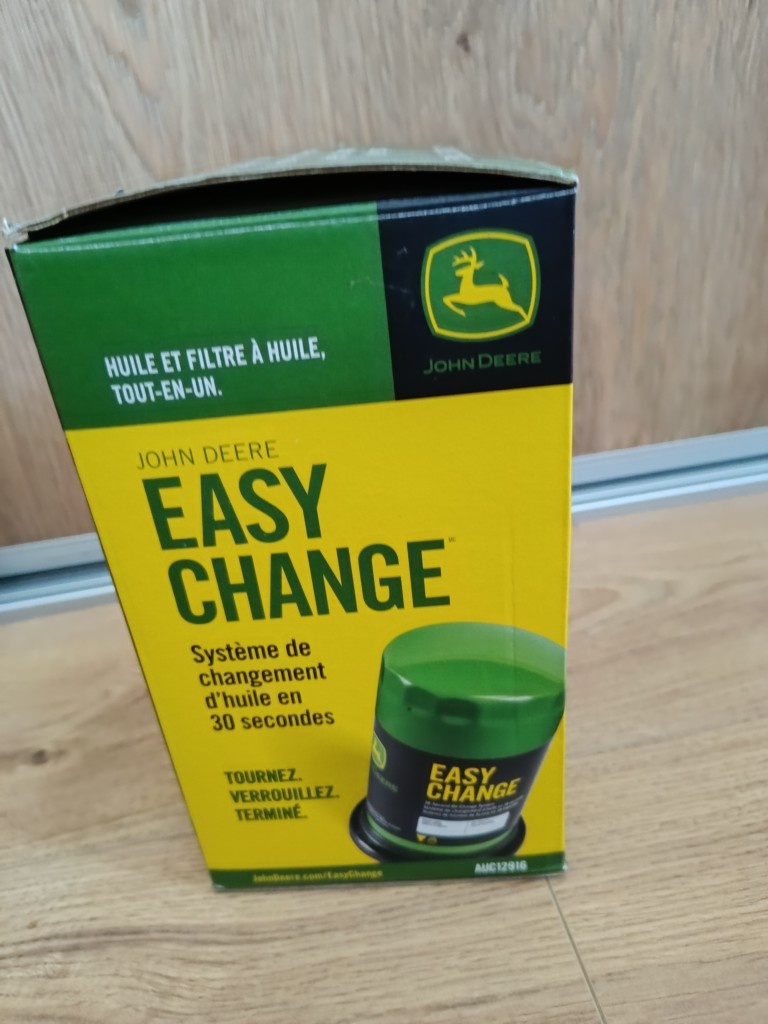 HUILE ET FILTRE À HUILE,
TOUT-EN-UN.
JOHN DEERE
JOHN DEERE
EASY
CHANGE
MC
Système de
changement
d'huile en
30 secondes
TOURNEZ.
VERROUILLEZ.
TERMINÉ.
EASY
CHANGE
JohnDeere.com/EasyChange
AUC12916